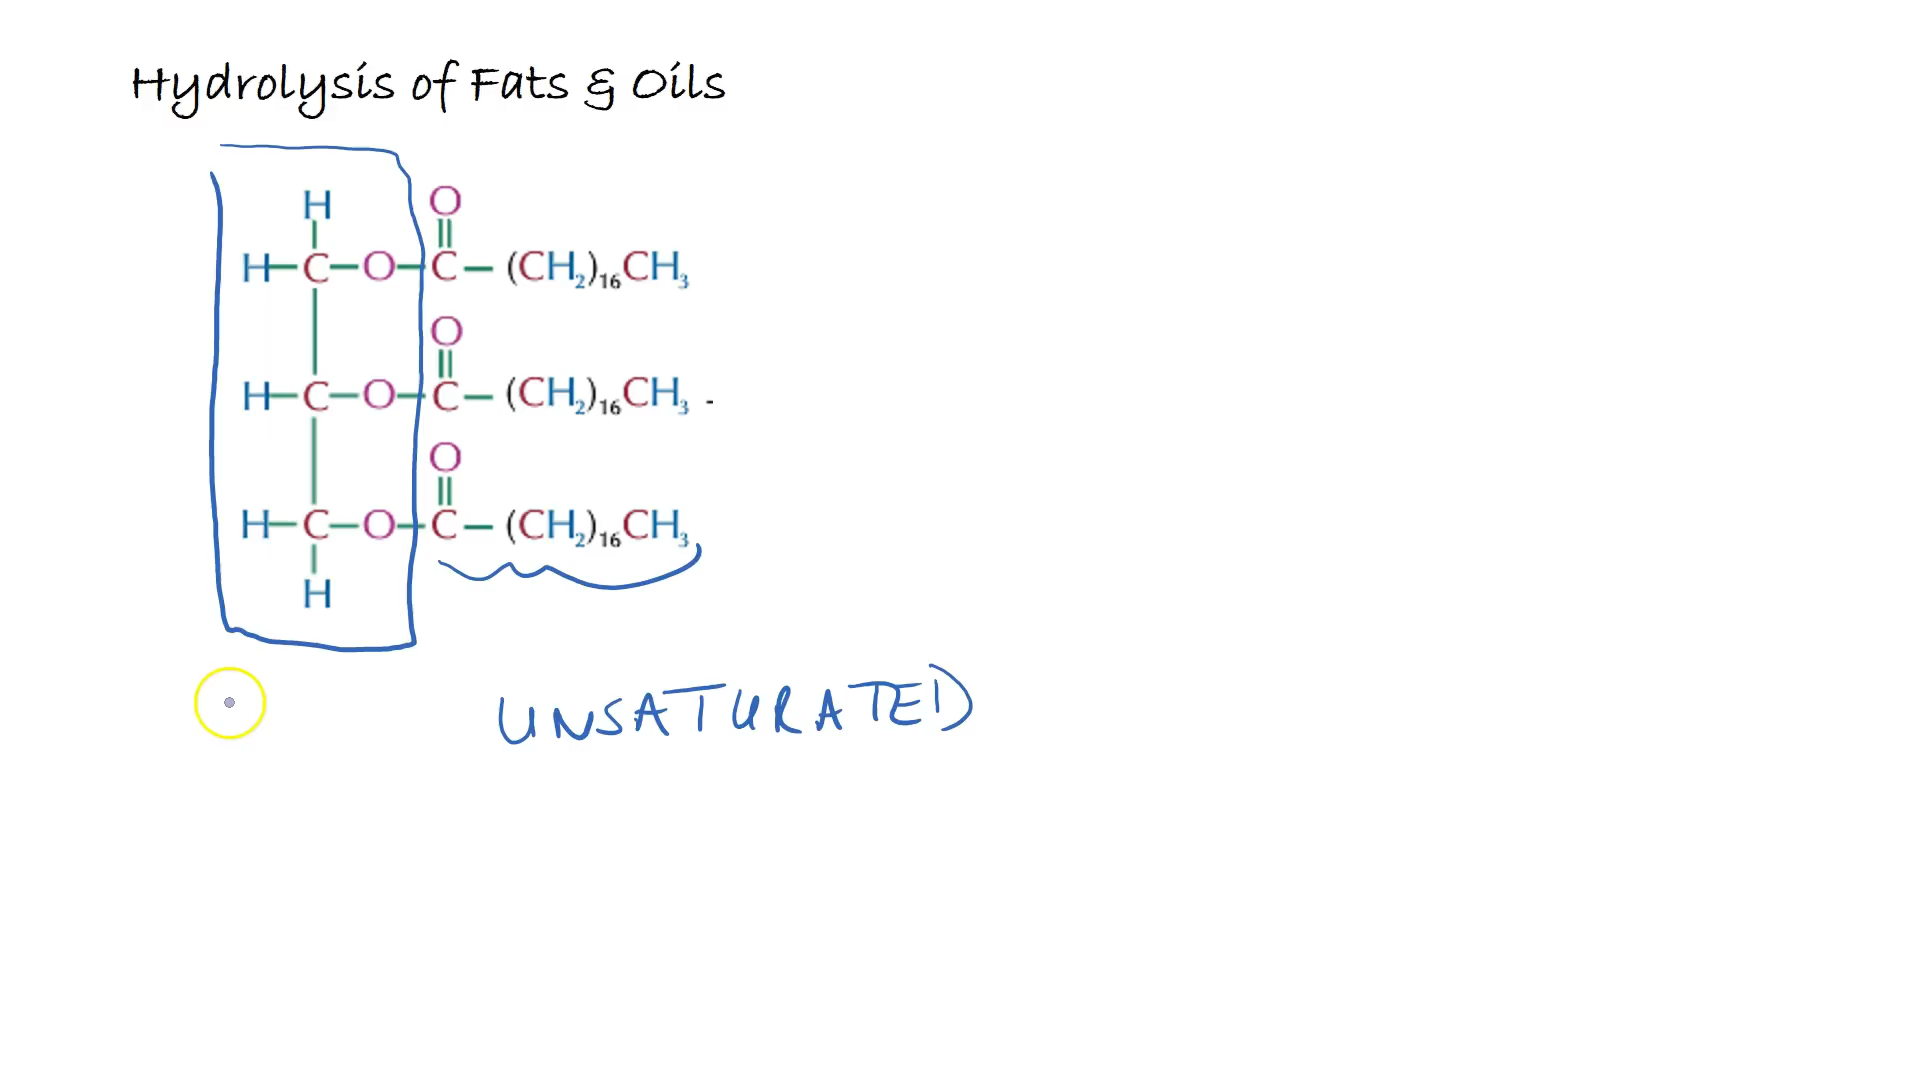 Hydrolysis of Fats & Oils
H O
H–C–O–C–(CH₂)₁₆CH₃
O
H–C–O–C–(CH₂)₁₆CH₃ -
O
H–C–O–C–(CH₂)₁₆CH₃
H
UNSATURATED